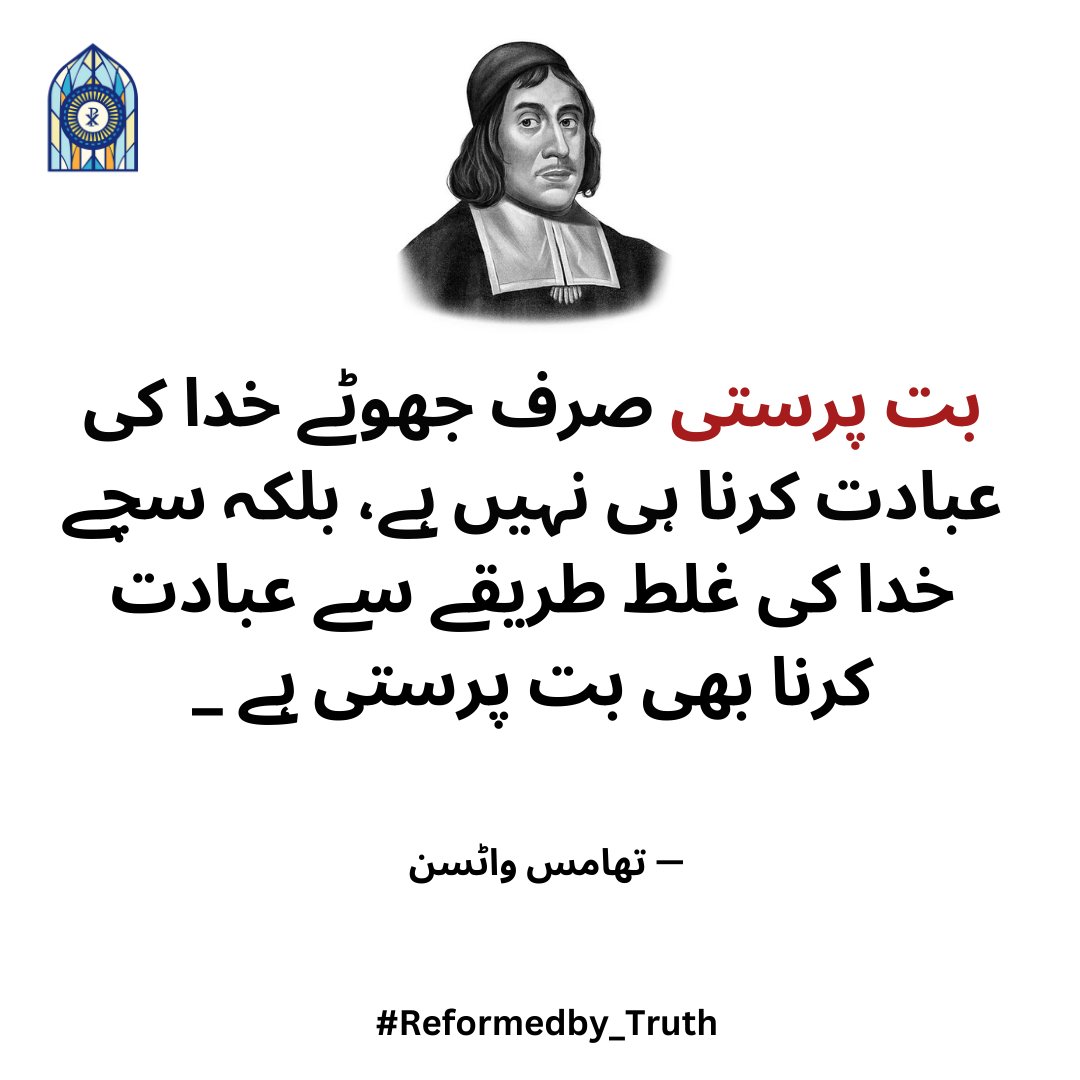 بت پرستی صرف جھوٹے خدا کی
عبادت کرنا ہی نہیں ہے، بلکہ سچے
خدا کی غلط طریقے سے عبادت
کرنا بھی بت پرستی ہے _
— تھامس واٹسن
#Reformedby_Truth